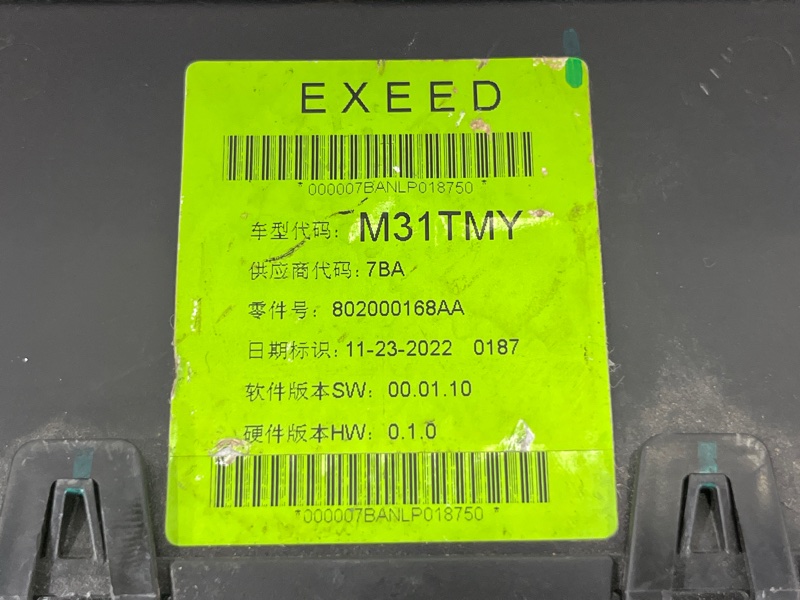 EXEED
*000007BANLP018750*
车型代码: M31TMY
供应商代码: 7BA
零件号: 802000168AA
日期标识: 11-23-2022 0187
软件版本SW: 00.01.10
硬件版本HW: 0.1.0
*000007BANLP018750*